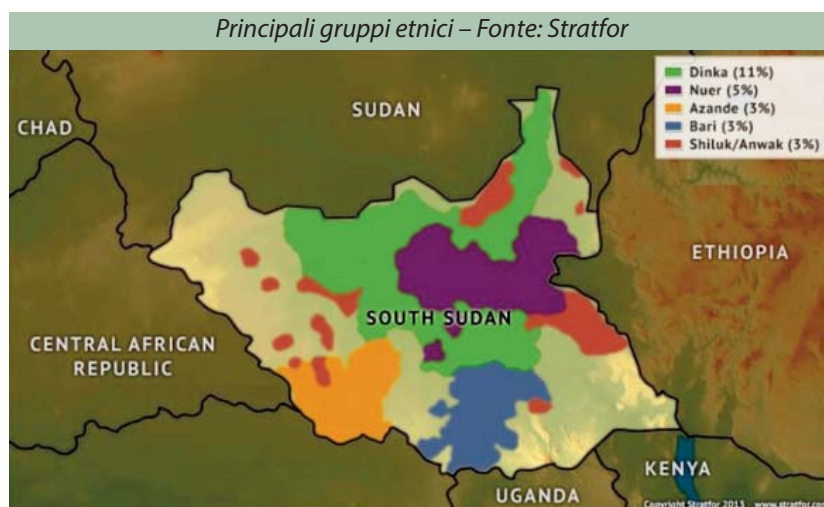 Principali gruppi etnici – Fonte: Stratfor
Dinka (11%)
Nuer (5%)
Azande (3%)
Bari (3%)
Shiluk/Anwak (3%)
SUDAN
CHAD
ETHIOPIA
SOUTH SUDAN
CENTRAL AFRICAN
REPUBLIC
KENYA
UGANDA
Copyright Stratfor 2013 www.stratfor.com